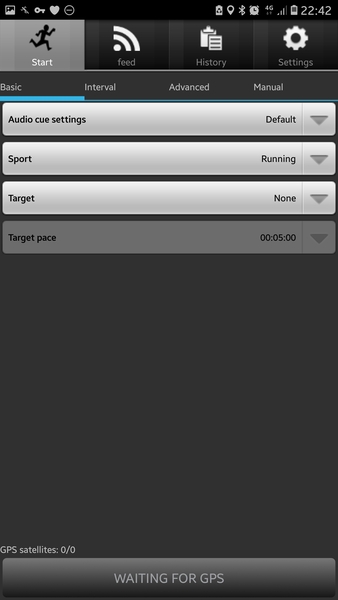 4G 22:42
Start feed History Settings
Basic Interval Advanced Manual
Audio cue settings Default
Sport Running
Target None
Target pace 00:05:00
GPS satellites: 0/0
WAITING FOR GPS